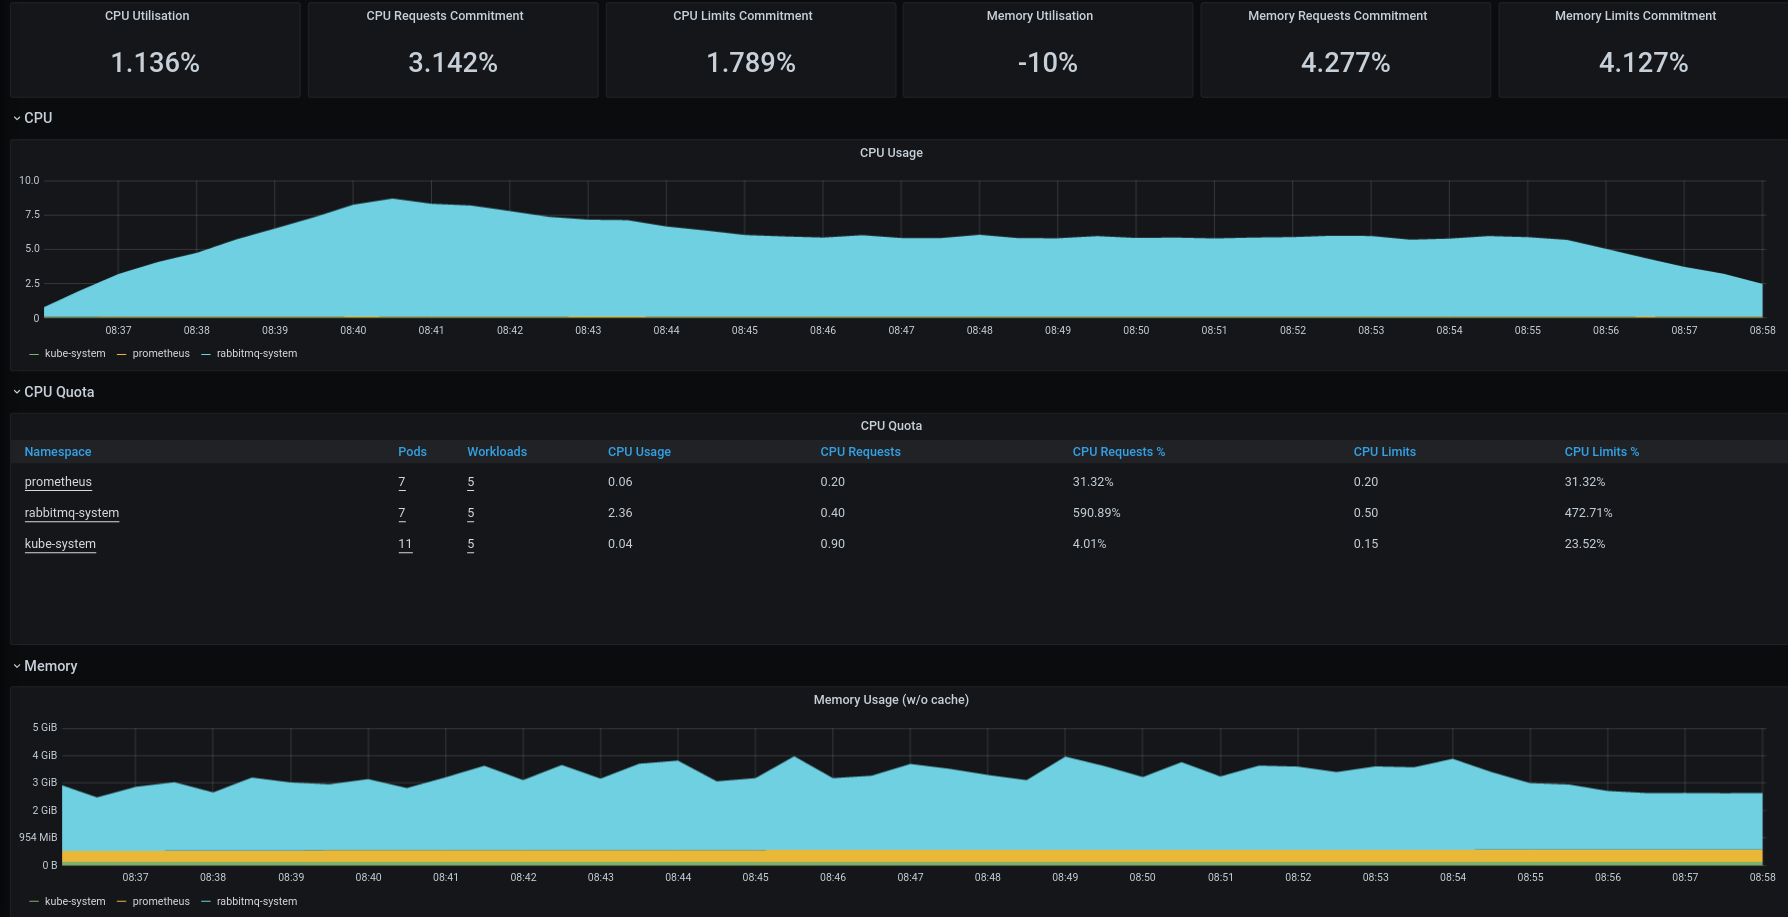 CPU Utilisation CPU Requests Commitment CPU Limits Commitment Memory Utilisation Memory Requests Commitment Memory Limits Commitment
1.136% 3.142% 1.789% -10% 4.277% 4.127%
CPU
CPU Usage
10.0
7.5
5.0
2.5
0
08:37 08:38 08:39 08:40 08:41 08:42 08:43 08:44 08:45 08:46 08:47 08:48 08:49 08:50 08:51 08:52 08:53 08:54 08:55 08:56 08:57 08:58
kube-system prometheus rabbitmq-system
CPU Quota
CPU Quota
Namespace Pods Workloads CPU Usage CPU Requests CPU Requests % CPU Limits CPU Limits %
prometheus 7 5 0.06 0.20 31.32% 0.20 31.32%
rabbitmq-system 7 5 2.36 0.40 590.89% 0.50 472.71%
kube-system 11 5 0.04 0.90 4.01% 0.15 23.52%
Memory
Memory Usage (w/o cache)
5 GiB
4 GiB
3 GiB
2 GiB
954 MiB
0 B
08:37 08:38 08:39 08:40 08:41 08:42 08:43 08:44 08:45 08:46 08:47 08:48 08:49 08:50 08:51 08:52 08:53 08:54 08:55 08:56 08:57 08:58
kube-system prometheus rabbitmq-system